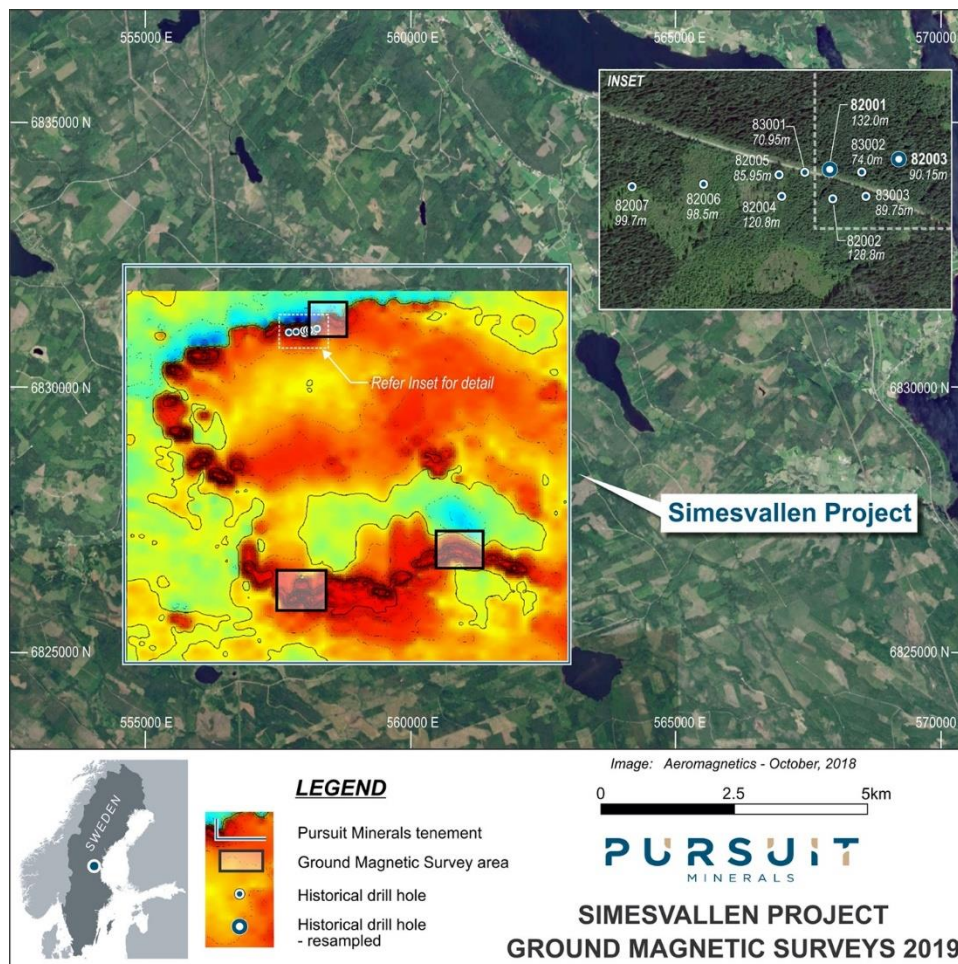 555000 E
560000 E
565000 E
570000 E
6835000 N
INSET
82001
132.0m
83001
70.95m
83002
74.0m
82003
90.15m
82005
85.95m
82007
99.7m
82006
98.5m
82004
120.8m
83003
89.75m
82002
128.8m
6830000 N
6830000 N
Refer Inset for detail
Simesvallen Project
6825000 N
6825000 N
555000 E
560000 E
565000 E
570000 E
SWEDEN
LEGEND
Pursuit Minerals tenement
Ground Magnetic Survey area
Historical drill hole
Historical drill hole
- resampled
Image: Aeromagnetics - October, 2018
0 2.5 5km
PURSUIT
MINERALS
SIMESVALLEN PROJECT
GROUND MAGNETIC SURVEYS 2019